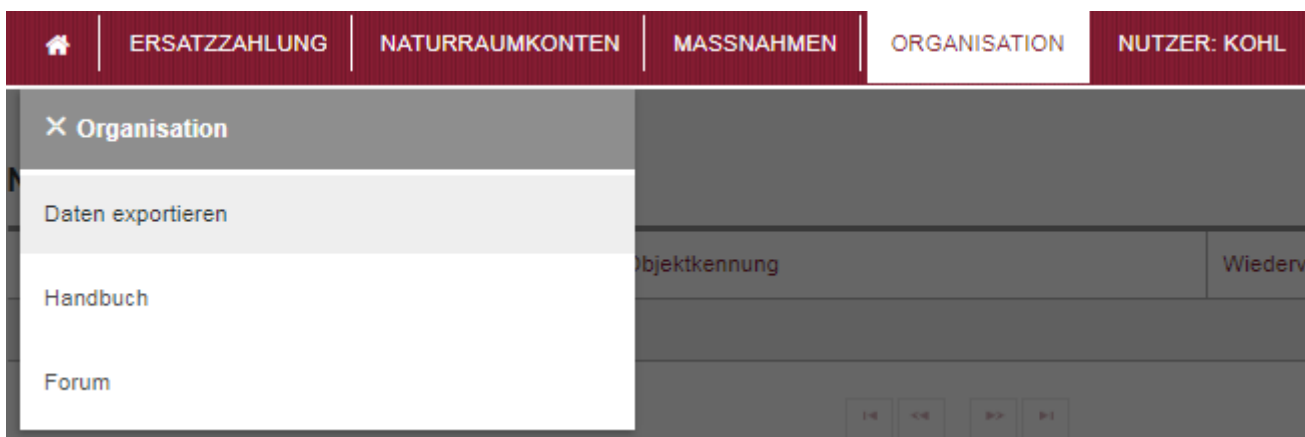 ERSATZZAHLUNG NATURRAUMKONTEN MASSNAHMEN ORGANISATION NUTZER: KOHL
× Organisation
Daten exportieren
Objektkennung
Handbuch
Forum